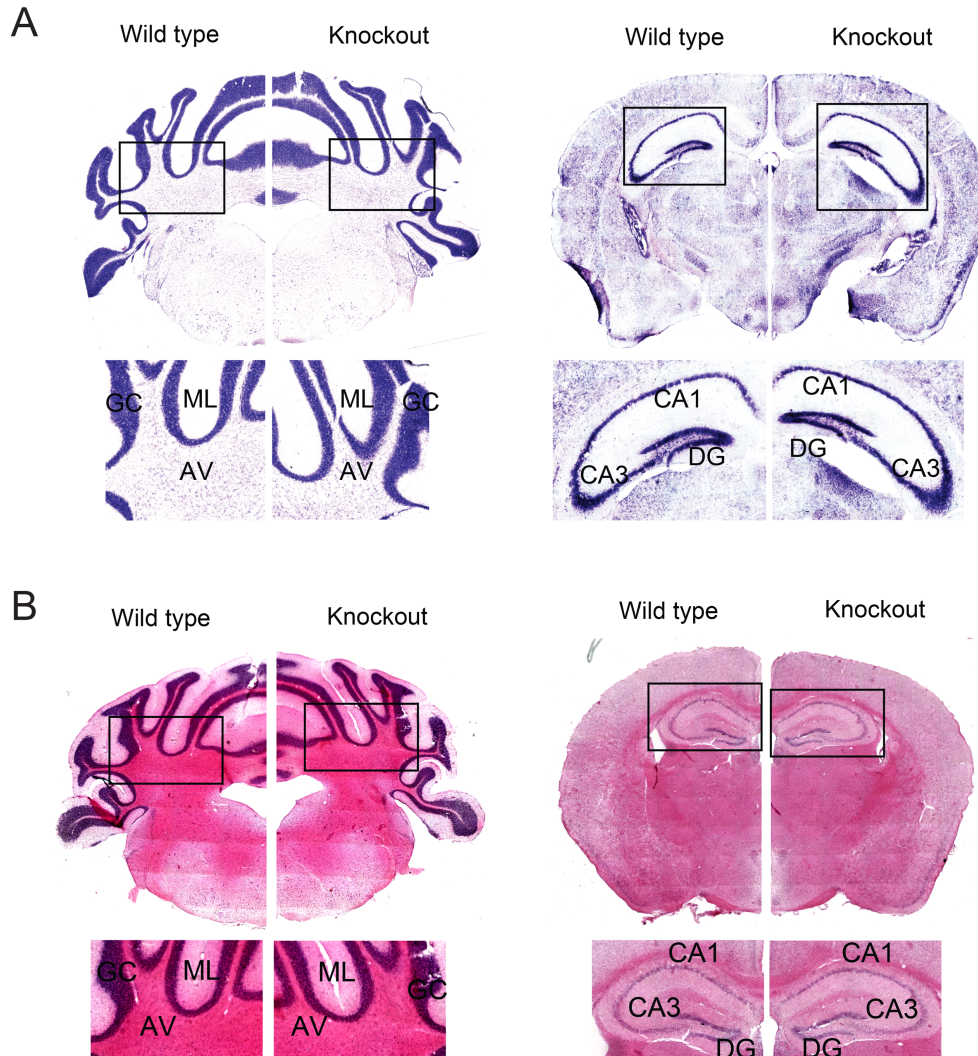 A
Wild type
Knockout
Wild type
Knockout
GC
ML
ML
GC
AV
AV
CA1
CA1
DG
DG
CA3
CA3
B
Wild type
Knockout
Wild type
Knockout
GC
ML
ML
GC
AV
AV
CA1
CA1
CA3
CA3
DG
DG